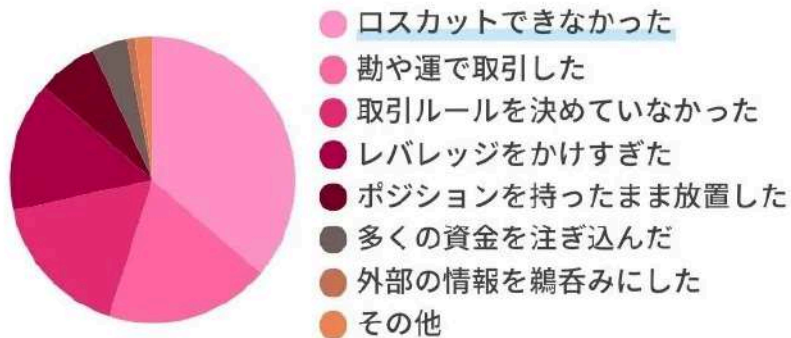 ロスカットできなかった
勘や運で取引した
取引ルールを決めていなかった
レバレッジをかけすぎた
ポジションを持ったまま放置した
多くの資金を注ぎ込んだ
外部の情報を鵜呑みにした
その他